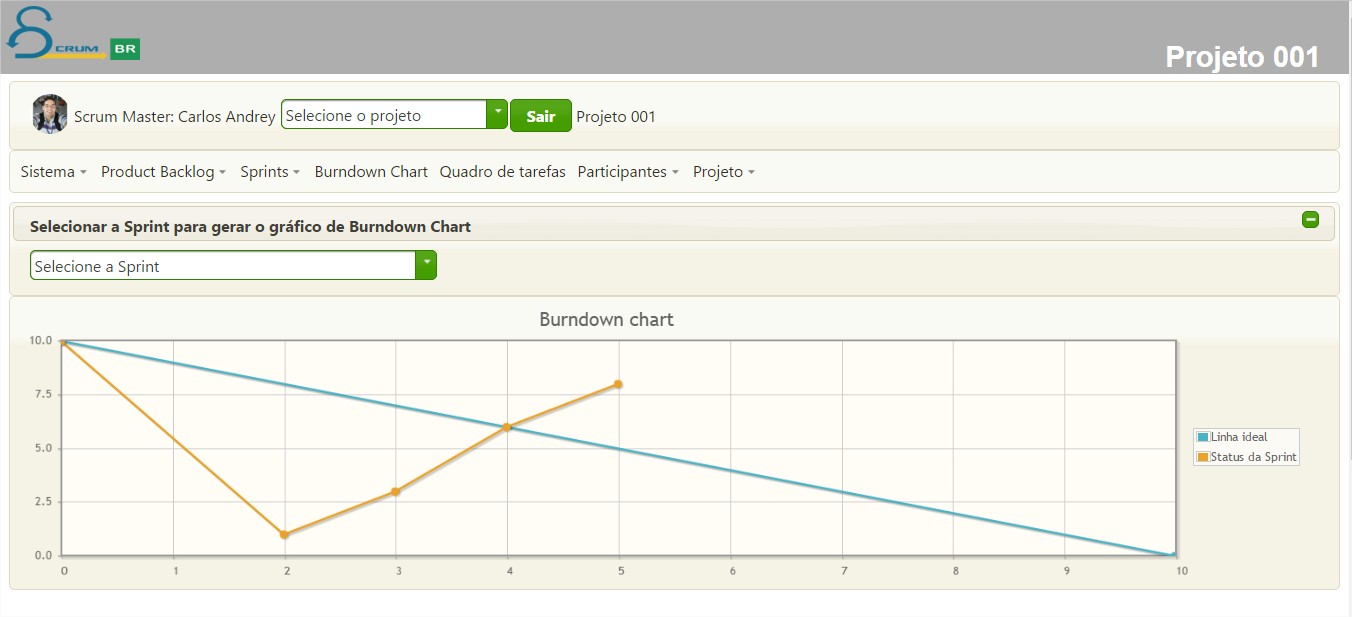 SCRUM BR
Projeto 001
Scrum Master: Carlos Andrey Selecione o projeto Sair Projeto 001
Sistema Product Backlog Sprints Burndown Chart Quadro de tarefas Participantes Projeto
Selecionar a Sprint para gerar o gráfico de Burndown Chart
Selecione a Sprint
Burndown chart
10.0
7.5
5.0
2.5
0.0
0 1 2 3 4 5 6 7 8 9 10
Linha ideal
Status da Sprint